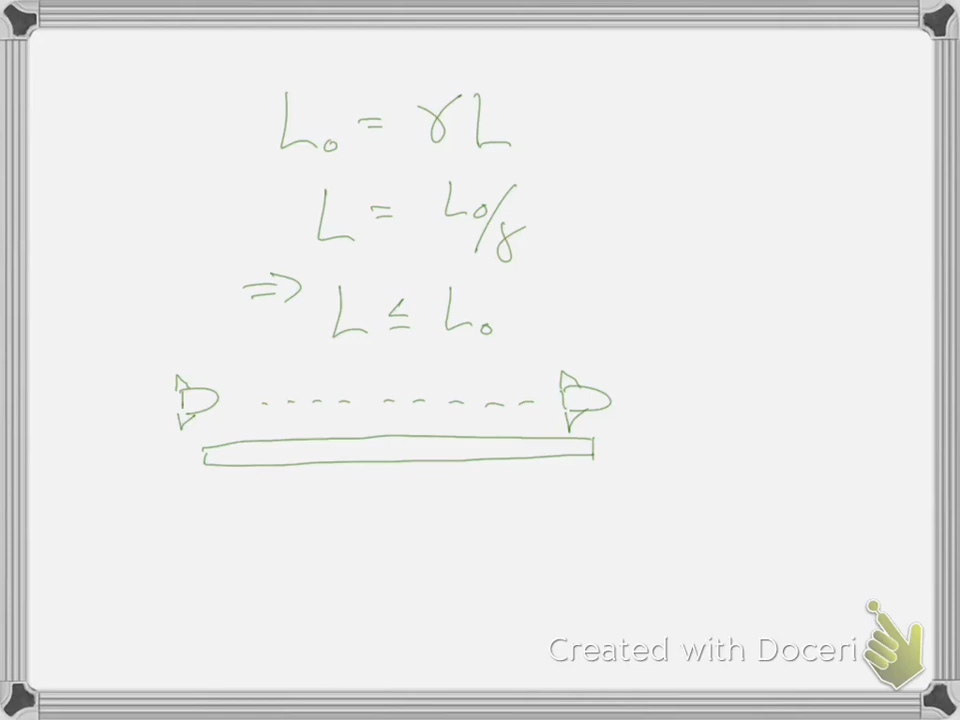 L₀ = γL
L = L₀/γ
⇒ L ≤ L₀
Created with Doceri